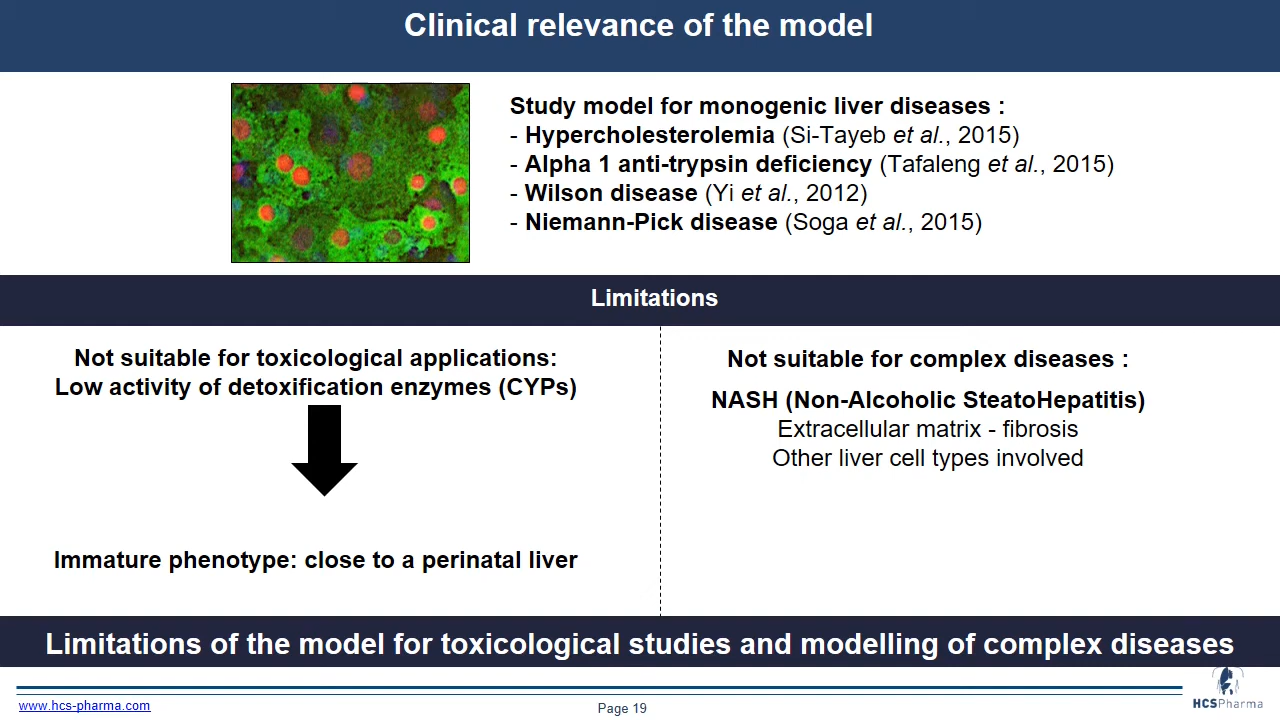 Clinical relevance of the model
Study model for monogenic liver diseases :
- Hypercholesterolemia (Si-Tayeb et al., 2015)
- Alpha 1 anti-trypsin deficiency (Tafaleng et al., 2015)
- Wilson disease (Yi et al., 2012)
- Niemann-Pick disease (Soga et al., 2015)
Limitations
Not suitable for toxicological applications:
Low activity of detoxification enzymes (CYPs)
Immature phenotype: close to a perinatal liver
Not suitable for complex diseases :
NASH (Non-Alcoholic SteatoHepatitis)
Extracellular matrix - fibrosis
Other liver cell types involved
Limitations of the model for toxicological studies and modelling of complex diseases
www.hcs-pharma.com
Page 19
HCSPharma